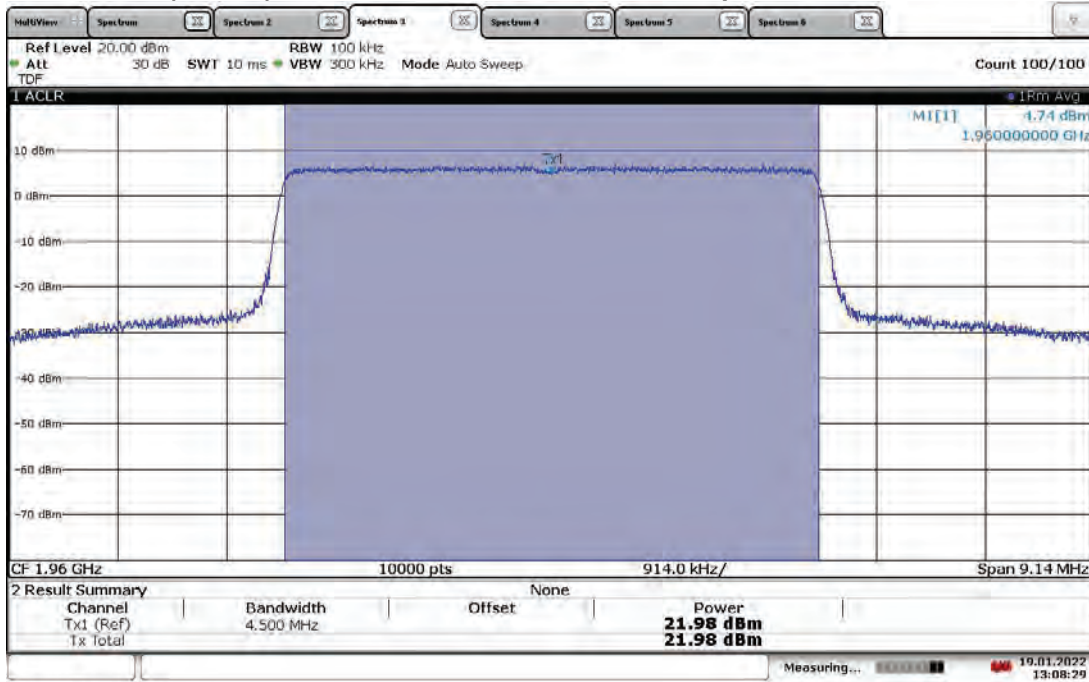 MultiView Spectrum Spectrum 2 Spectrum 3 Spectrum 4 Spectrum 5 Spectrum 6
Ref Level 20.00 dBm RBW 100 kHz
Att 30 dB SWT 10 ms VBW 300 kHz Mode Auto Sweep Count 100/100
TDF
1 ACLR 1Rm Avg
M1[1] 4.74 dBm
1.960000000 GHz
10 dBm
Tx1
0 dBm
-10 dBm
-20 dBm
-30 dBm
-40 dBm
-50 dBm
-60 dBm
-70 dBm
CF 1.96 GHz 10000 pts 914.0 kHz/ Span 9.14 MHz
2 Result Summary None
Channel Bandwidth Offset Power
Tx1 (Ref) 4.500 MHz 21.98 dBm
Tx Total 21.98 dBm
Measuring... 19.01.2022
13:08:29